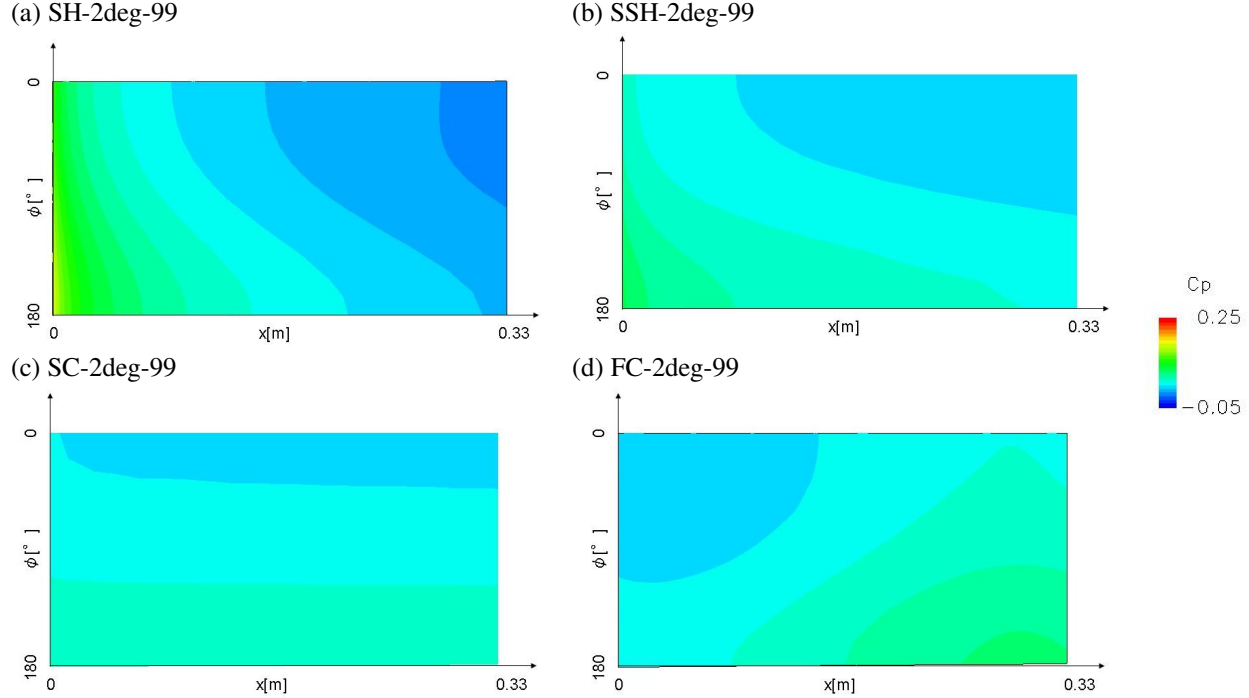 (a) SH-2deg-99
(b) SSH-2deg-99
0
ϕ[° ]
180
0
x[m]
0.33
0
ϕ[° ]
180
0
x[m]
0.33
Cp
0.25
−0.05
(c) SC-2deg-99
(d) FC-2deg-99
0
ϕ[° ]
180
0
x[m]
0.33
0
ϕ[° ]
180
0
x[m]
0.33